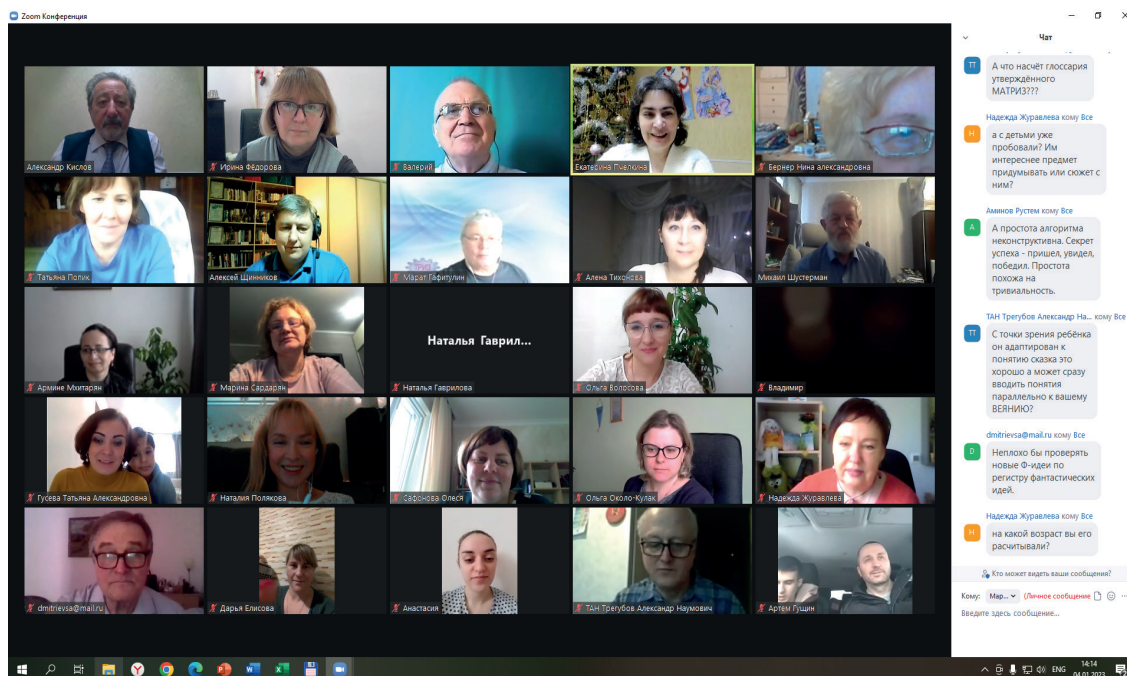 Zoom Конференция
Александр Кислов
Ирина Фёдорова
Валерий
Екатерина Пчелкина
Бернер Нина александровна
Татьяна Попик
Алексей Щинников
Марат Гафитулин
Алена Тихонова
Михаил Шустерман
Армине Мхитарян
Марина Сардарян
Наталья Гаврил...
Наталья Гаврилова
Ольга Волосова
Владимир
Гусева Татьяна Александровна
Наталия Полякова
Сафонова Олеся
Ольга Около-Кулак
Надежда Журавлева
dmitrievsa@mail.ru
Дарья Елисова
Анастасия
ТАН Трегубов Александр Наумович
Артем Гущин
Чат
ТТ
А что насчёт глоссария
утверждённого
МАТРИЗ???
Надежда Журавлева кому Все
Н
а с детьми уже
пробовали? Им
интереснее предмет
придумывать или сюжет с
ним?
Аминов Рустем кому Все
А
А простота алгоритма
неконструктивна. Секрет
успеха - пришел, увидел,
победил. Простота
похожа на
тривиальность.
ТАН Трегубов Александр На... кому Все
ТТ
С точки зрения ребёнка
он адаптирован к
понятию сказка это
хорошо а может сразу
вводить понятия
параллельно к вашему
ВЕЯНИЮ?
dmitrievsa@mail.ru кому Все
D
Неплохо бы проверять
новые Ф-идеи по
регистру фантастических
идей.
Надежда Журавлева кому Все
Н
на какой возраст вы его
расчитывали?
Кто может видеть ваши сообщения?
Кому: Мар... (Личное сообщение
Введите здесь сообщение...
ENG
14:14
04.01.2023